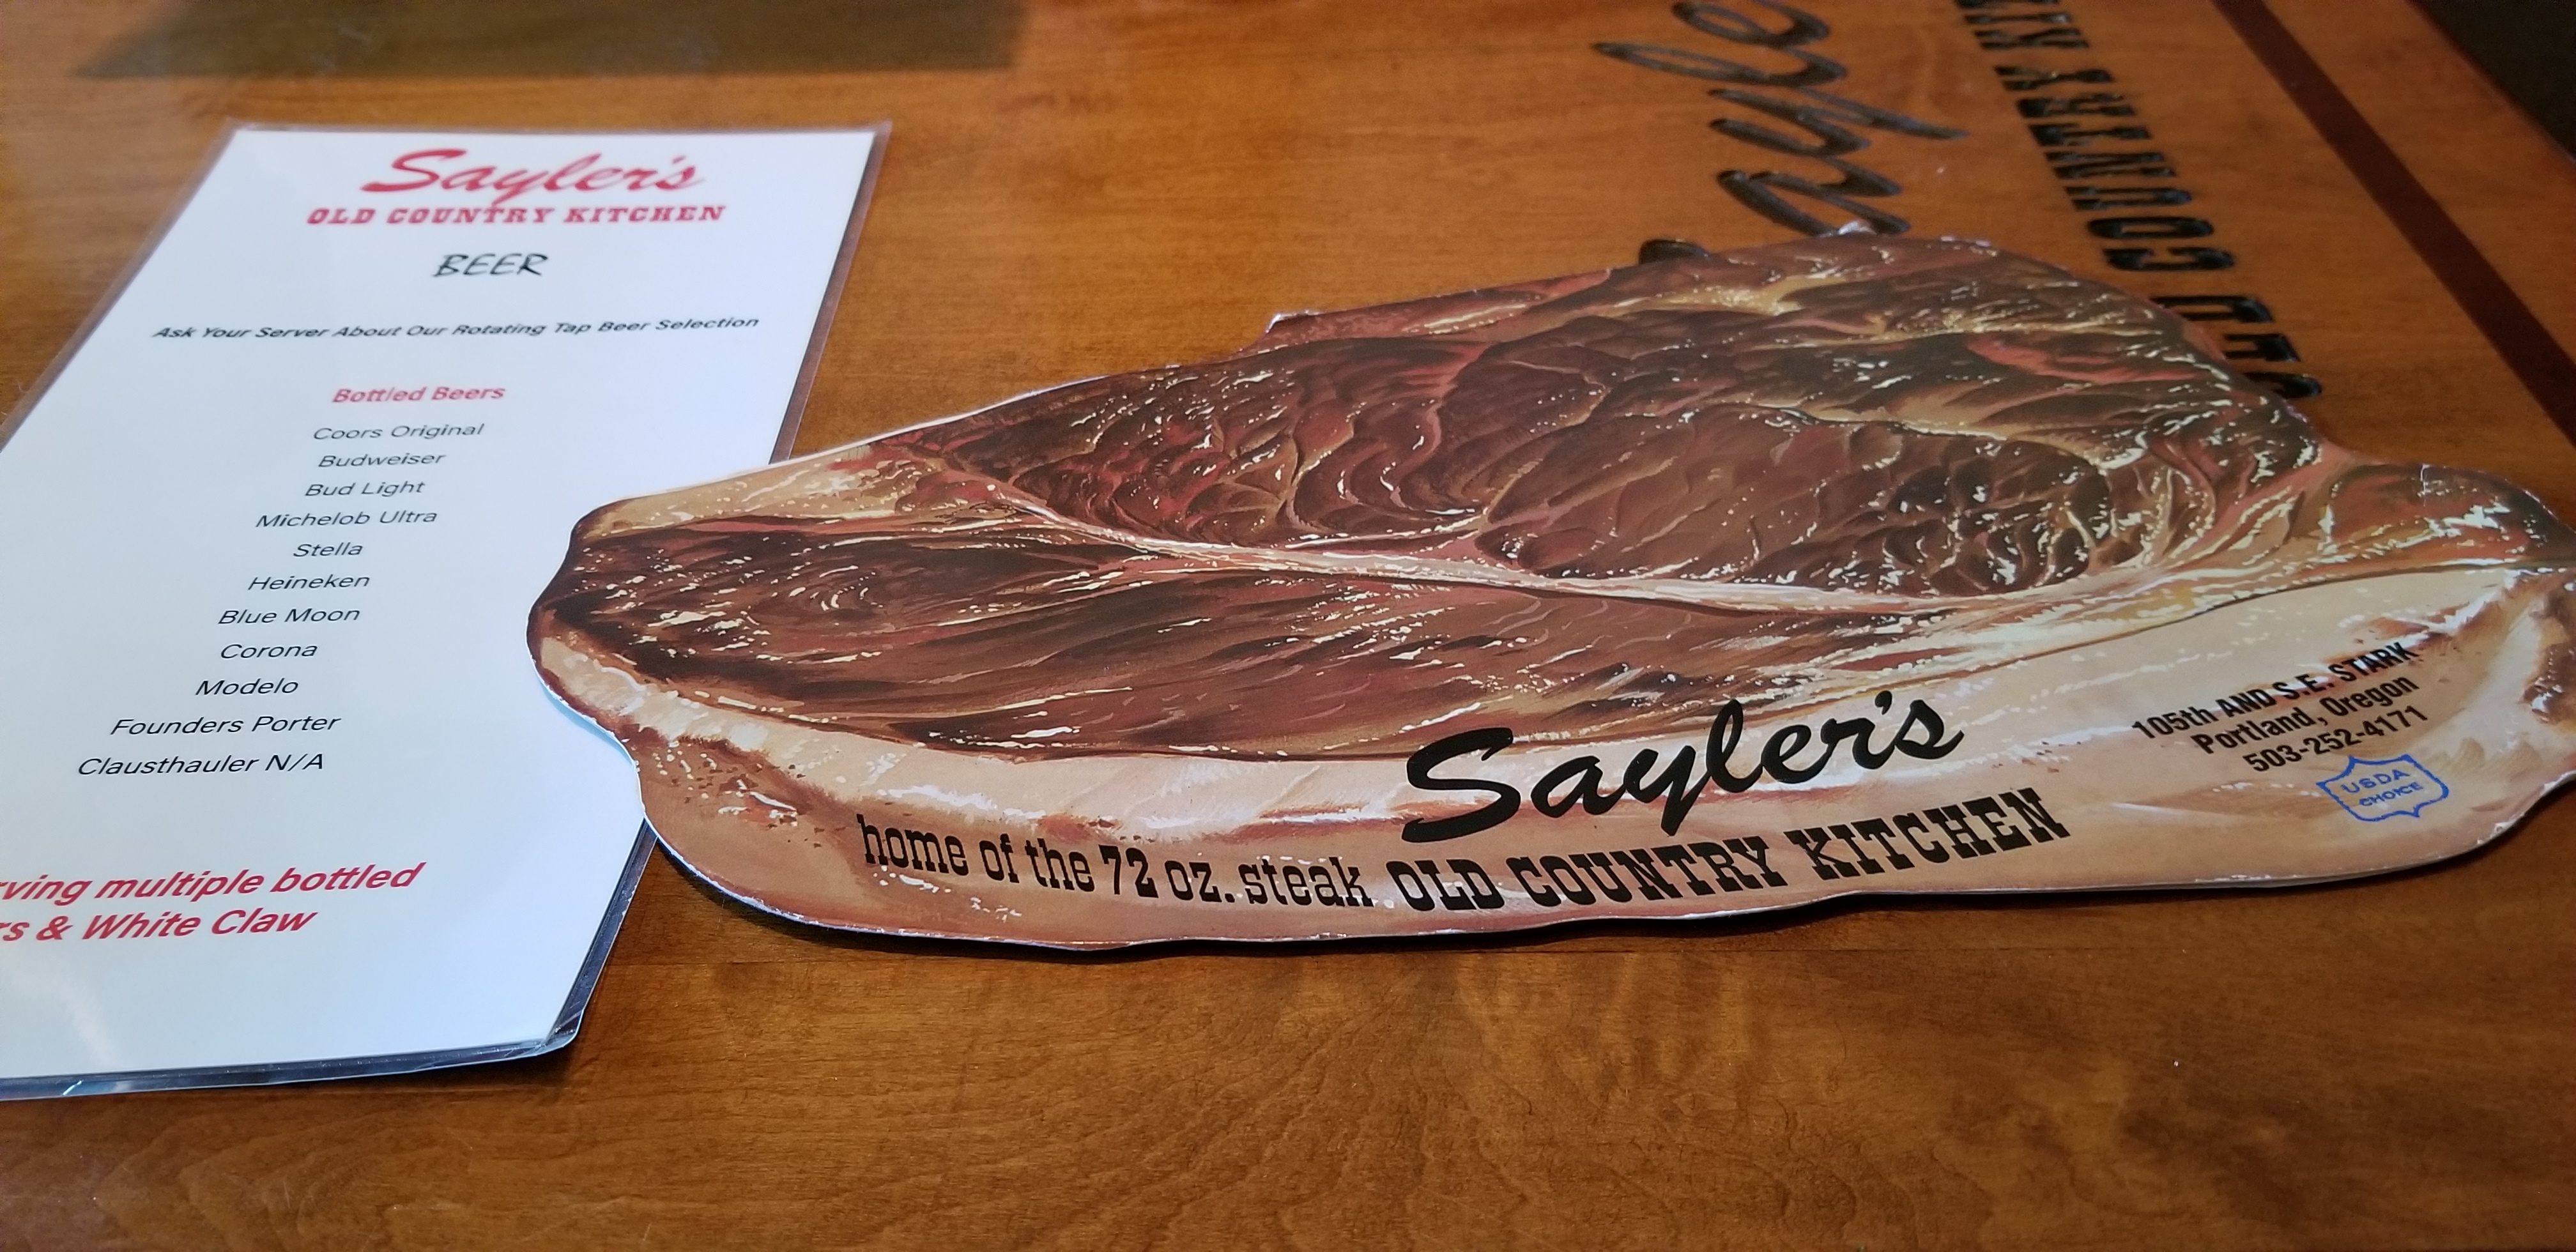 Sayler's
OLD COUNTRY KITCHEN
BEER
Ask Your Server About Our Rotating Tap Beer Selection
Bottled Beers
Coors Original
Budweiser
Bud Light
Michelob Ultra
Stella
Heineken
Blue Moon
Corona
Modelo
Founders Porter
Clausthauler N/A
multiple bottled
& White Claw
Sayler's
home of the 72 oz. steak OLD COUNTRY KITCHEN
105th AND S.E. STARK
Portland, Oregon
503-252-4171
USDA
CHOICE
OLD COUNTRY